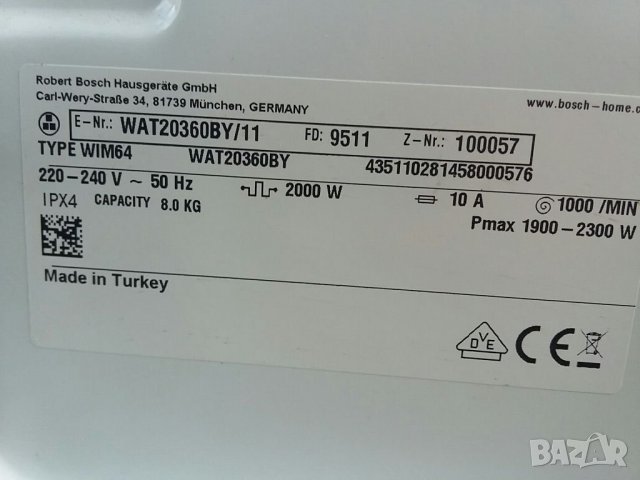 Robert Bosch Hausgeräte GmbH
Carl-Wery-Straße 34, 81739 München, GERMANY
www.bosch-home.c
E-Nr.: WAT20360BY/11 FD: 9511 Z-Nr.: 100057
TYPE WIM64 WAT20360BY 435110281458000576
220-240 V ~ 50 Hz 2000 W 10 A 1000 /MIN
IPX4 CAPACITY 8.0 KG Pmax 1900-2300 W
Made in Turkey
DVE CE
BAZAR